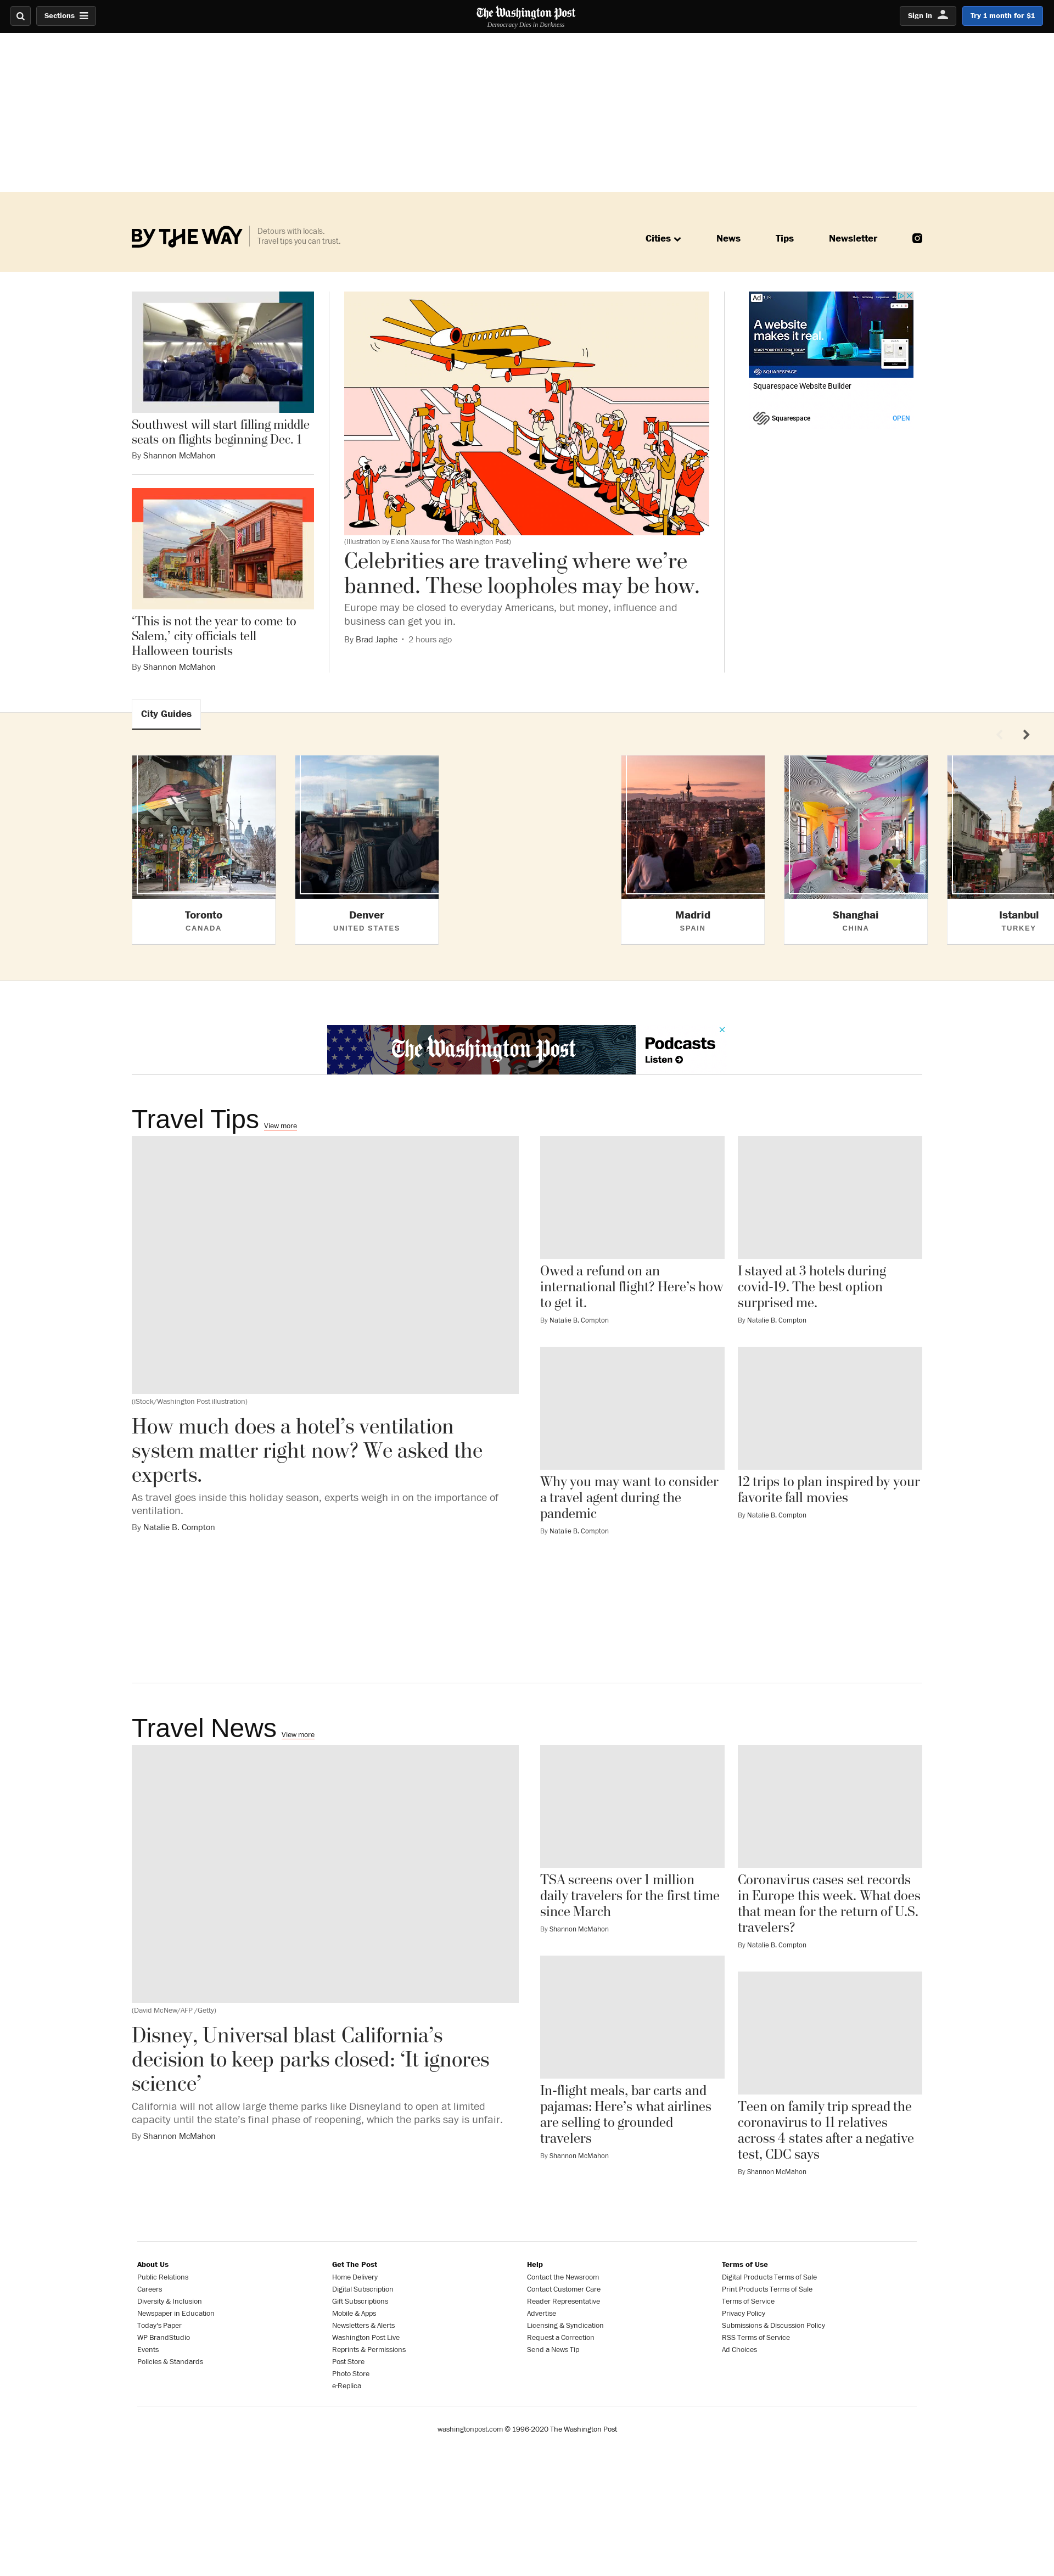 Sections
The Washington Post
Democracy Dies in Darkness
Sign In
Try 1 month for $1
BY THE WAY
Detours with locals.
Travel tips you can trust.
Cities
News
Tips
Newsletter
Southwest will start filling middle
seats on flights beginning Dec. 1
By Shannon McMahon
‘This is not the year to come to
Salem,’ city officials tell
Halloween tourists
By Shannon McMahon
(Illustration by Elena Xausa for The Washington Post)
Celebrities are traveling where we’re
banned. These loopholes may be how.
Europe may be closed to everyday Americans, but money, influence and
business can get you in.
By Brad Japhe • 2 hours ago
Ad
A website
makes it real.
START YOUR FREE TRIAL TODAY
SQUARESPACE
Squarespace Website Builder
Squarespace
OPEN
City Guides
Toronto
CANADA
Denver
UNITED STATES
Madrid
SPAIN
Shanghai
CHINA
Istanbul
TURKEY
The Washington Post
Podcasts
Listen
Travel Tips View more
(iStock/Washington Post illustration)
How much does a hotel’s ventilation
system matter right now? We asked the
experts.
As travel goes inside this holiday season, experts weigh in on the importance of
ventilation.
By Natalie B. Compton
Owed a refund on an
international flight? Here’s how
to get it.
By Natalie B. Compton
I stayed at 3 hotels during
covid-19. The best option
surprised me.
By Natalie B. Compton
Why you may want to consider
a travel agent during the
pandemic
By Natalie B. Compton
12 trips to plan inspired by your
favorite fall movies
By Natalie B. Compton
Travel News View more
(David McNew/AFP /Getty)
Disney, Universal blast California’s
decision to keep parks closed: ‘It ignores
science’
California will not allow large theme parks like Disneyland to open at limited
capacity until the state’s final phase of reopening, which the parks say is unfair.
By Shannon McMahon
TSA screens over 1 million
daily travelers for the first time
since March
By Shannon McMahon
Coronavirus cases set records
in Europe this week. What does
that mean for the return of U.S.
travelers?
By Natalie B. Compton
In-flight meals, bar carts and
pajamas: Here’s what airlines
are selling to grounded
travelers
By Shannon McMahon
Teen on family trip spread the
coronavirus to 11 relatives
across 4 states after a negative
test, CDC says
By Shannon McMahon
About Us
Public Relations
Careers
Diversity & Inclusion
Newspaper in Education
Today's Paper
WP BrandStudio
Events
Policies & Standards
Get The Post
Home Delivery
Digital Subscription
Gift Subscriptions
Mobile & Apps
Newsletters & Alerts
Washington Post Live
Reprints & Permissions
Post Store
Photo Store
e-Replica
Help
Contact the Newsroom
Contact Customer Care
Reader Representative
Advertise
Licensing & Syndication
Request a Correction
Send a News Tip
Terms of Use
Digital Products Terms of Sale
Print Products Terms of Sale
Terms of Service
Privacy Policy
Submissions & Discussion Policy
RSS Terms of Service
Ad Choices
washingtonpost.com © 1996-2020 The Washington Post